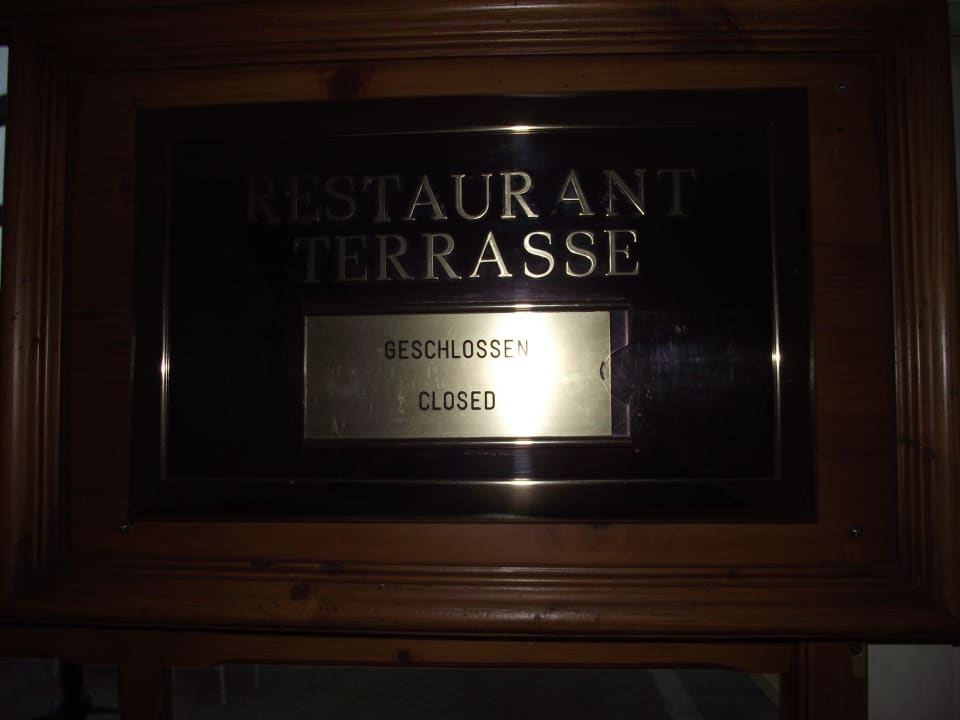 RESTAURANT
TERRASSE
GESCHLOSSEN
CLOSED